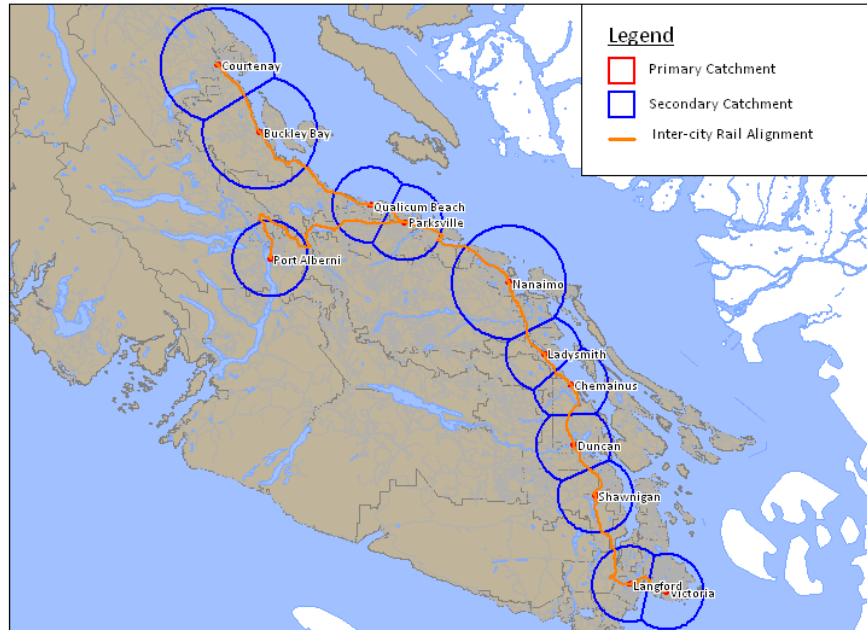 Legend
Primary Catchment
Secondary Catchment
Inter-city Rail Alignment
Courtenay
Buckley Bay
Qualicum Beach
Parksville
Port Alberni
Nanaimo
Ladysmith
Chemainus
Duncan
Shawnigan
Langford
Victoria